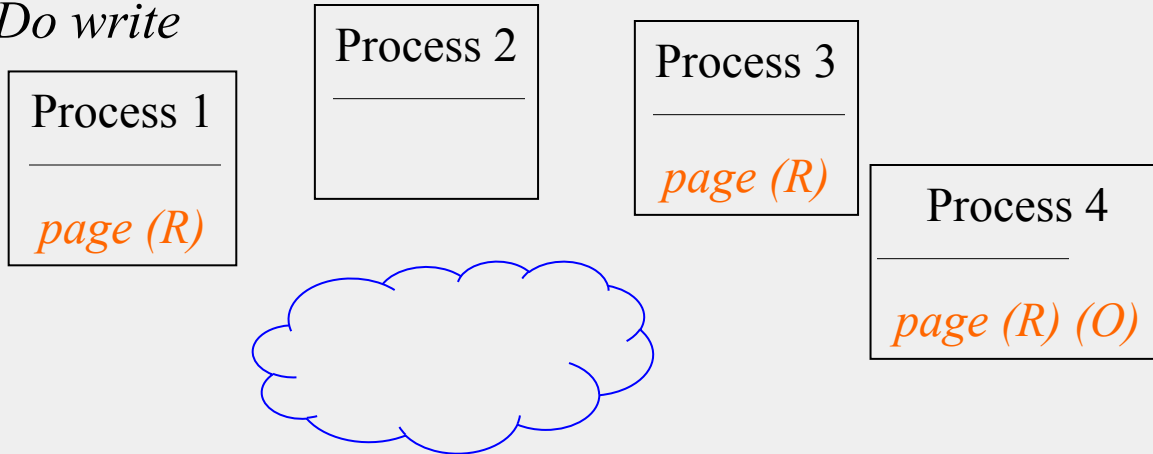 Do write
Process 1
page (R)
Process 2
Process 3
page (R)
Process 4
page (R) (O)